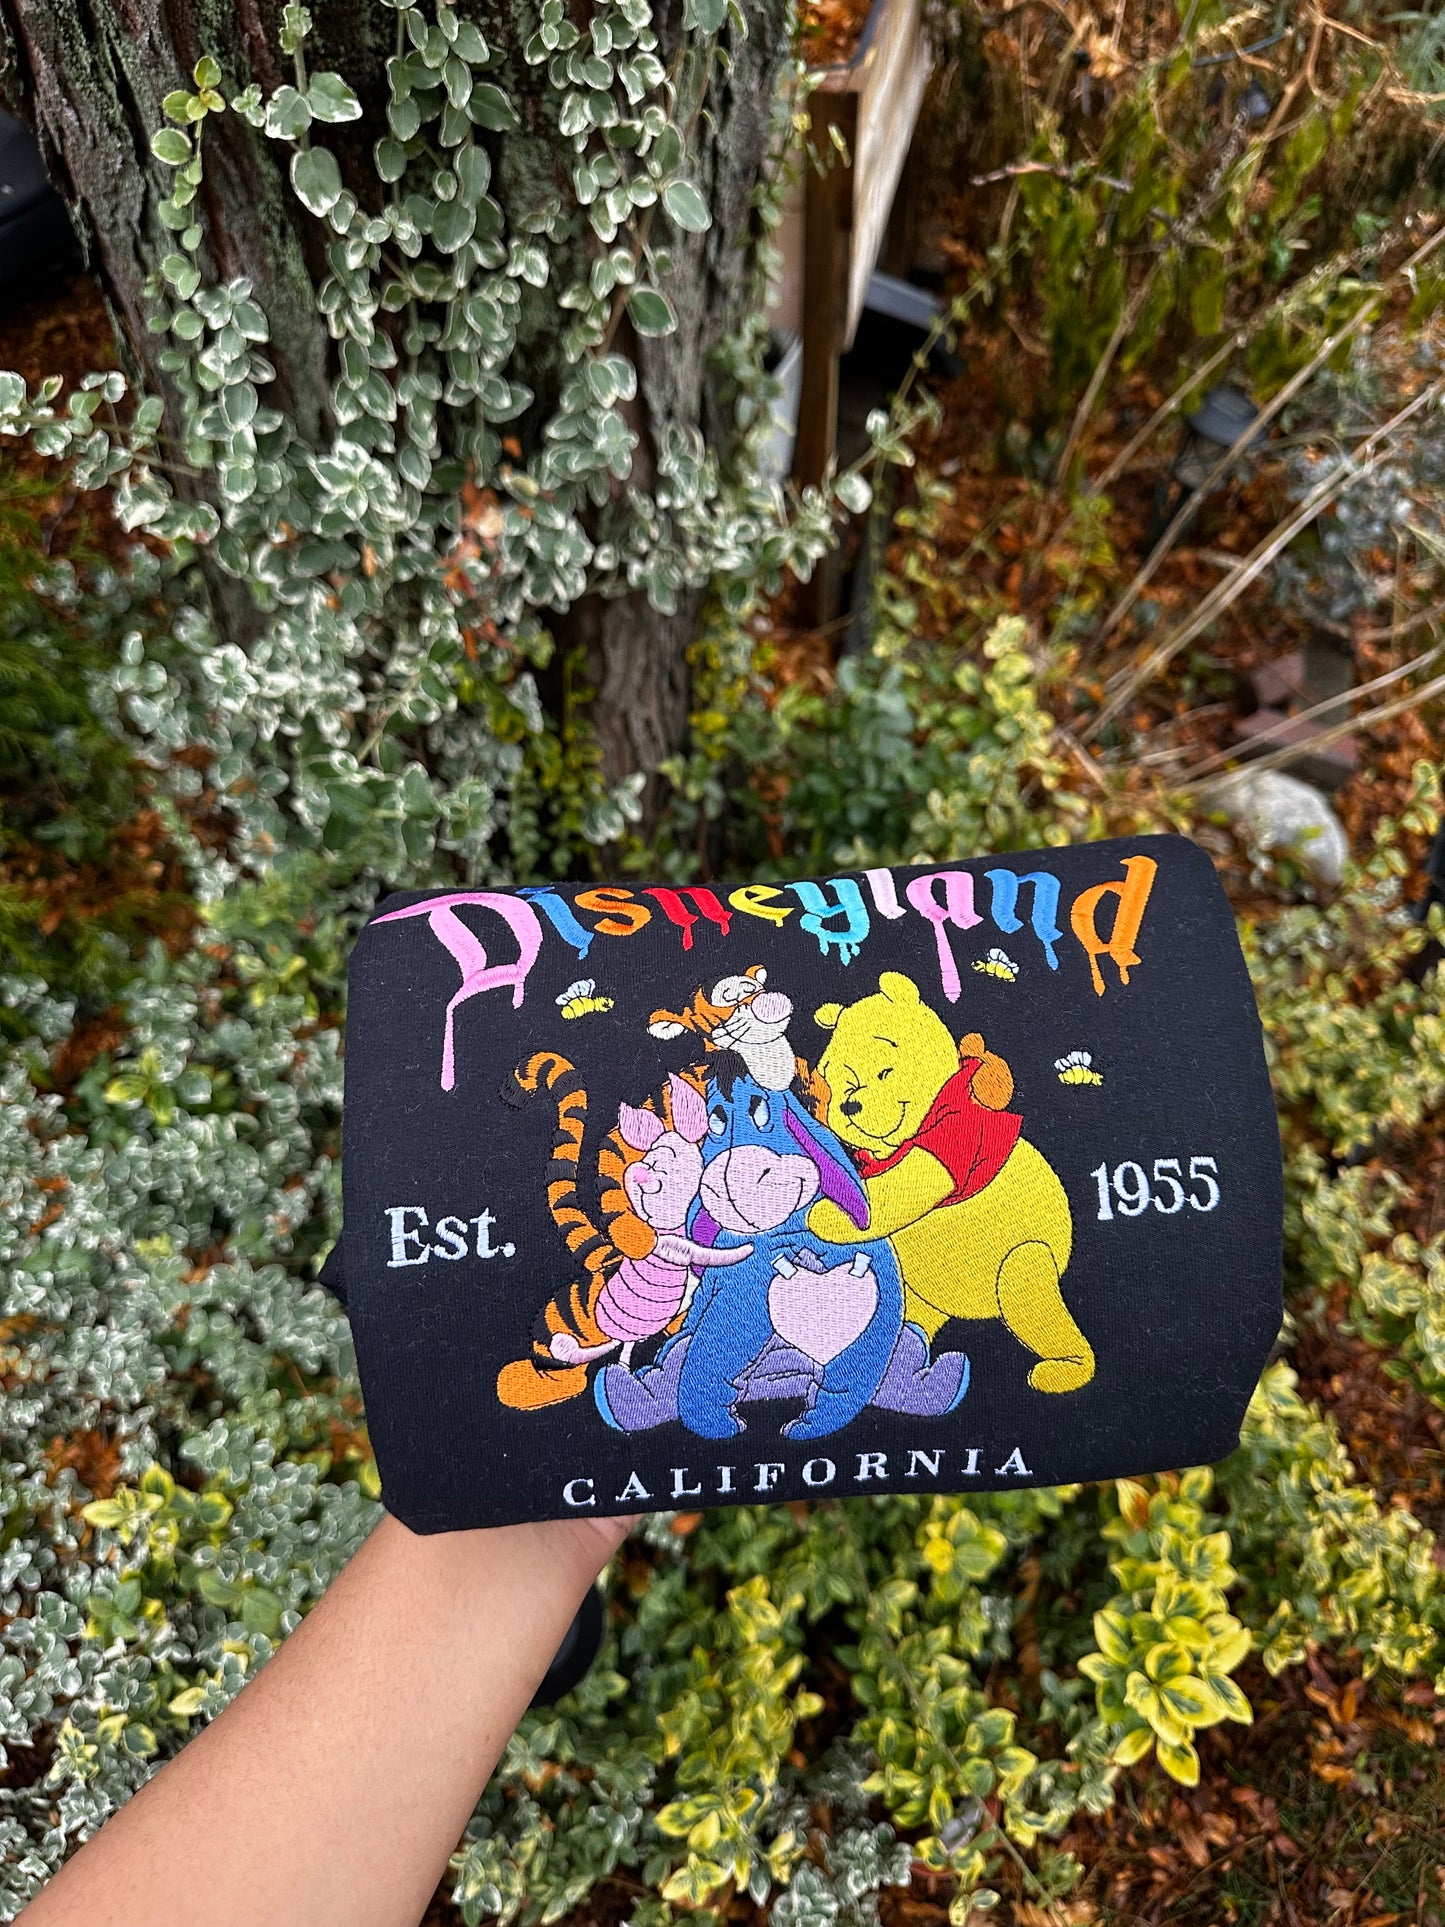 Disneyland
Est. 1955
CALIFORNIA